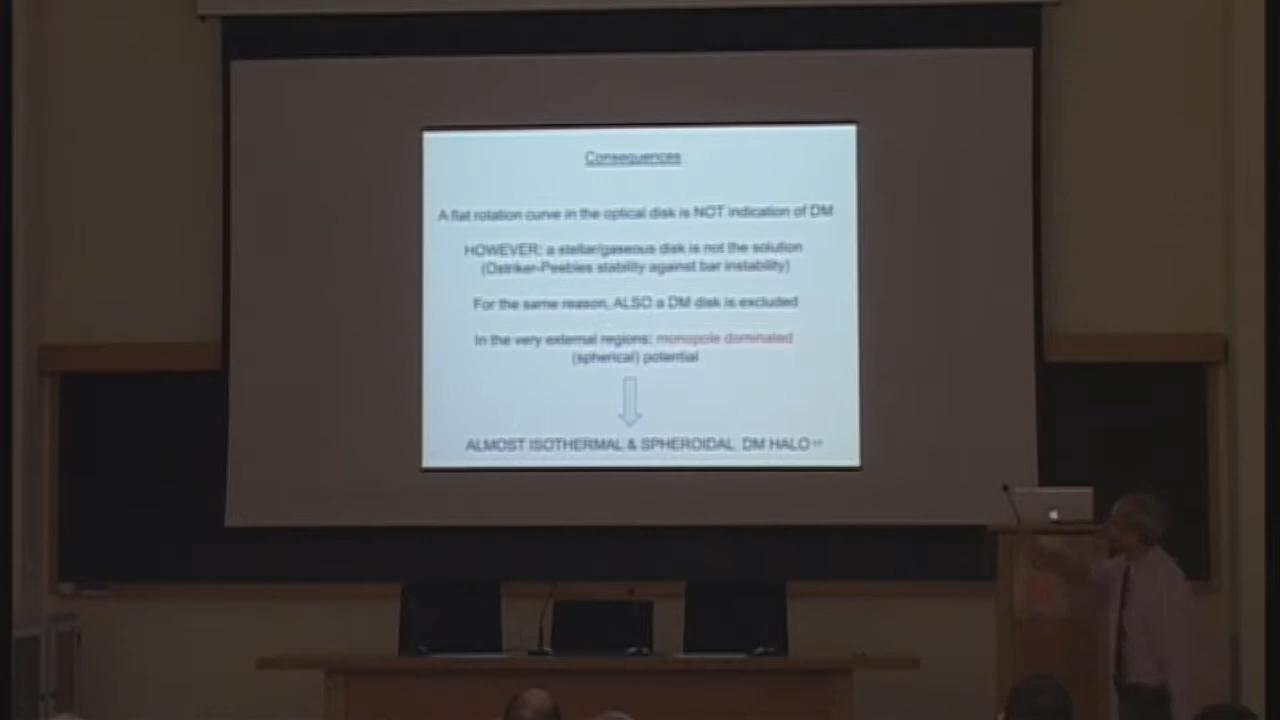 Consequences
A flat rotation curve in the optical disk is NOT indication of DM
HOWEVER: a stellar/gaseous disk is not the solution
(Ostriker-Peebles stability against bar instability)
For the same reason, ALSO a DM disk is excluded
In the very external regions: monopole dominated
(spherical) potential
ALMOST ISOTHERMAL & SPHEROIDAL DM HALO